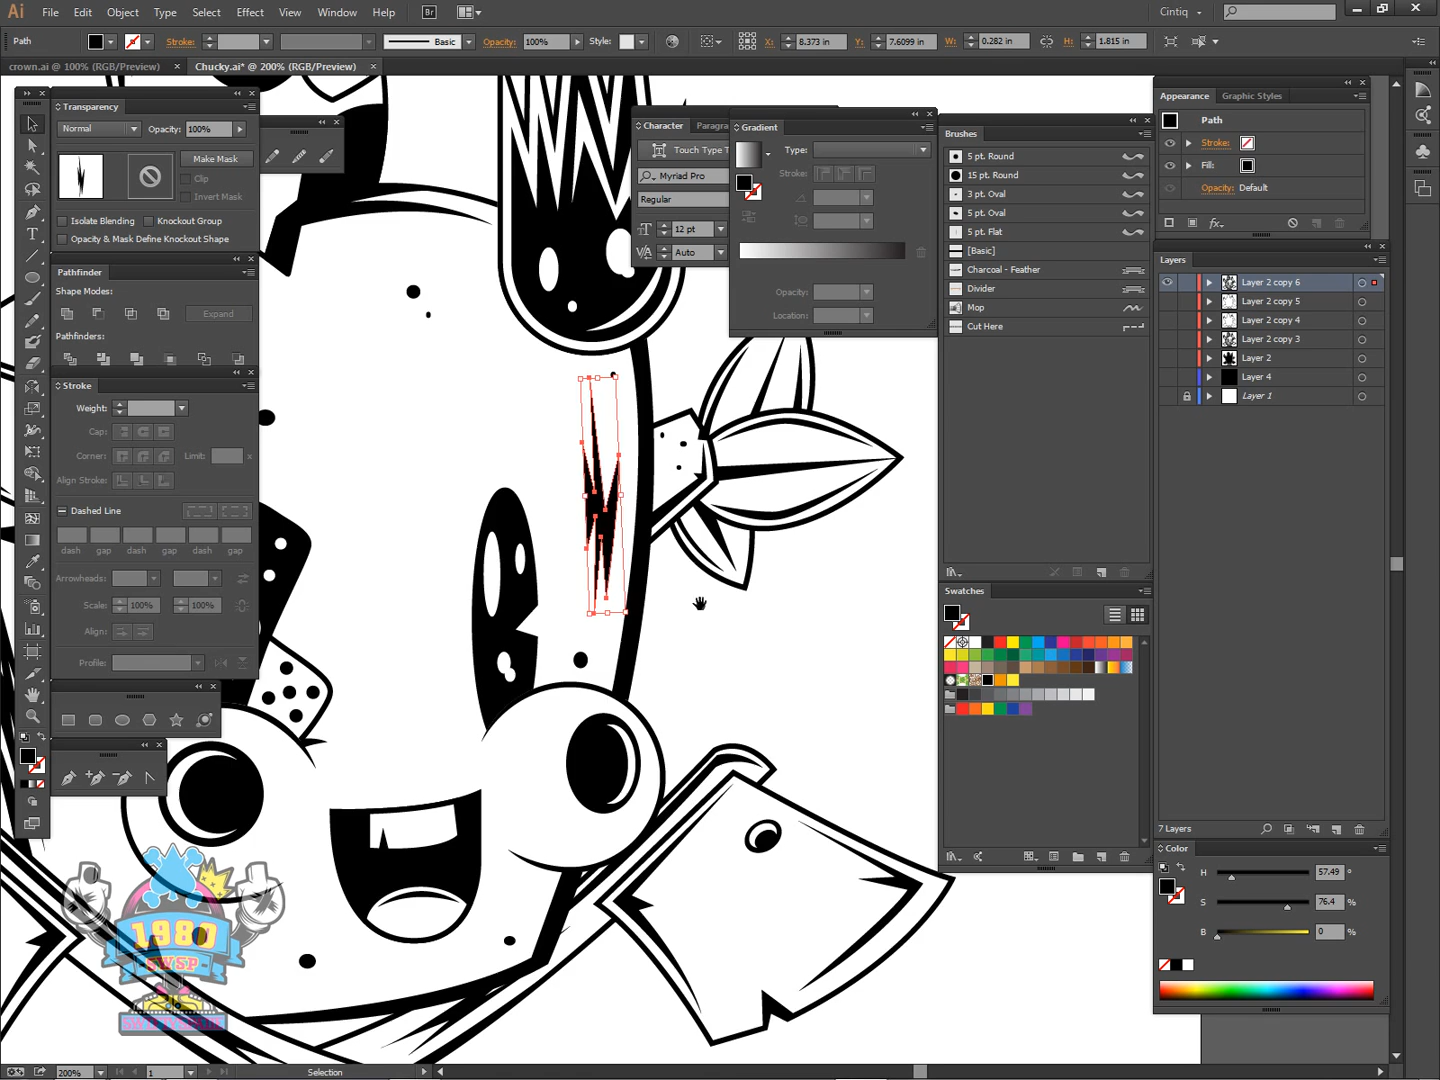 Ai File Edit Object Type Select Effect View Window Help Br Cintiq
Path Stroke: Basic Opacity: 100% Style: X: 8.373 in Y: 7.6099 in W: 0.282 in H: 1.815 in
crown.ai @ 100% (RGB/Preview) × Chucky.ai* @ 200% (RGB/Preview) ×
Transparency
Normal Opacity: 100%
Make Mask
Clip
Invert Mask
Isolate Blending Knockout Group
Opacity & Mask Define Knockout Shape
Pathfinder
Shape Modes:
Expand
Pathfinders:
Stroke
Weight:
Cap:
Corner: Limit: x
Align Stroke:
Dashed Line
dash gap dash gap dash gap
Arrowheads:
Scale: 100% 100%
Align:
Profile:
Character Paragra
Touch Type T
Myriad Pro
Regular
12 pt
Auto
Gradient
Type:
Stroke:
Opacity:
Location:
Brushes
5 pt. Round
15 pt. Round
3 pt. Oval
5 pt. Oval
5 pt. Flat
[Basic]
Charcoal - Feather
Divider
Mop
Cut Here
Swatches
Appearance Graphic Styles
Path
Stroke:
Fill:
Opacity: Default
fx
Layers
Layer 2 copy 6
Layer 2 copy 5
Layer 2 copy 4
Layer 2 copy 3
Layer 2
Layer 4
Layer 1
7 Layers
Color
H 57.49 °
S 76.4 %
B 0 %
1980
SWSP
SWEETYSPADE
200% 1 Selection